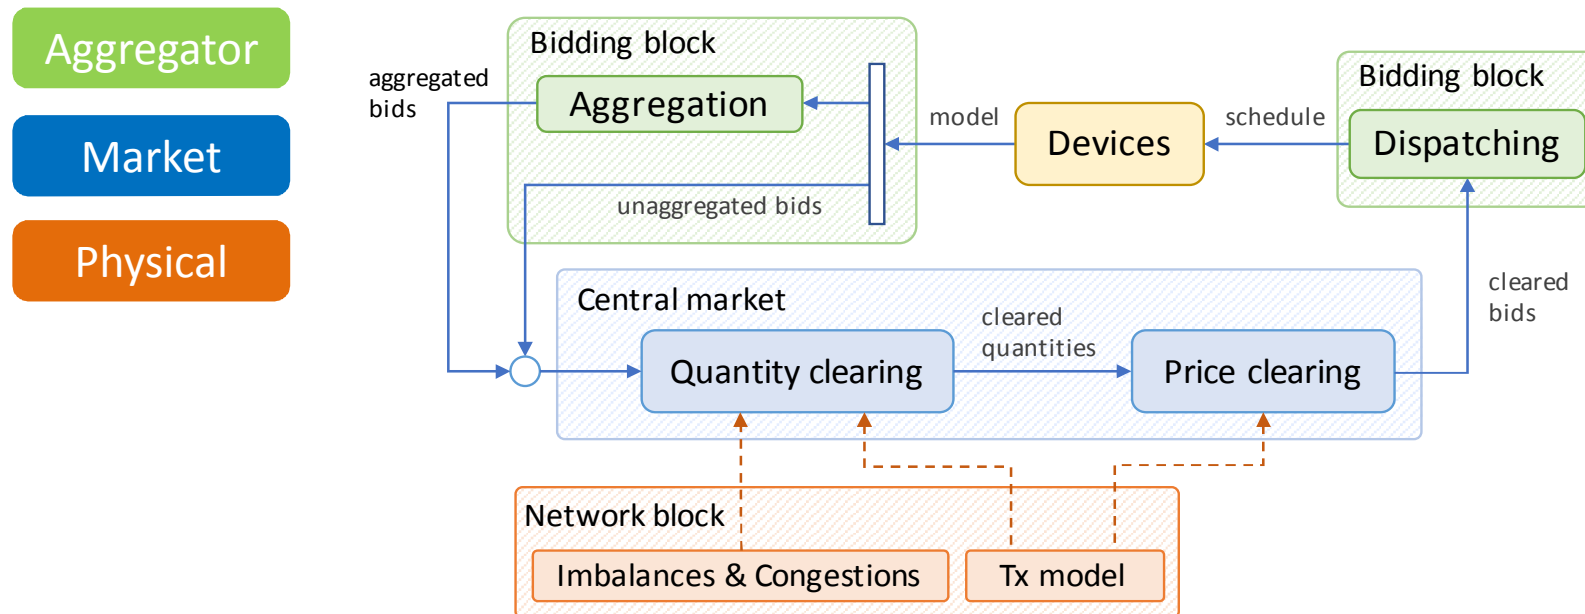 Aggregator
Market
Physical
Bidding block
aggregated
bids
Aggregation
model
Devices
schedule
Bidding block
Dispatching
unaggregated bids
cleared
bids
Central market
cleared
quantities
Quantity clearing
Price clearing
Network block
Imbalances & Congestions
Tx model